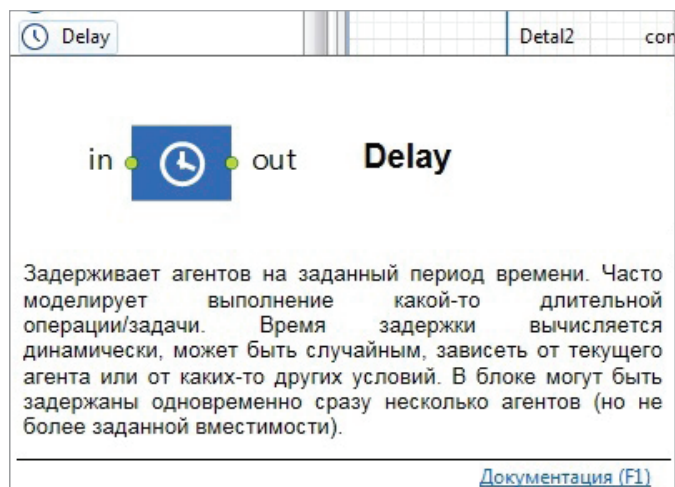 Delay
Detal2 con
in out Delay
Задерживает агентов на заданный период времени. Часто
моделирует выполнение какой-то длительной
операции/задачи. Время задержки вычисляется
динамически, может быть случайным, зависеть от текущего
агента или от каких-то других условий. В блоке могут быть
задержаны одновременно сразу несколько агентов (но не
более заданной вместимости).
Документация (F1)